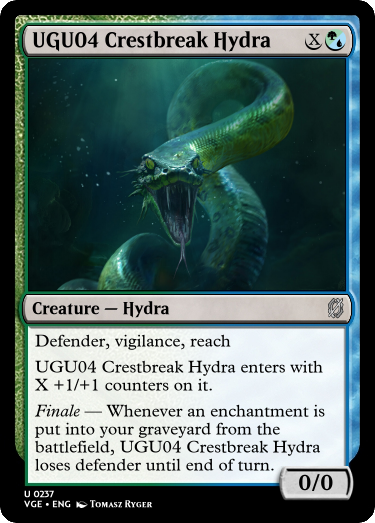 UGU04 Crestbreak Hydra X
Creature — Hydra
Defender, vigilance, reach
UGU04 Crestbreak Hydra enters with
X +1/+1 counters on it.
Finale — Whenever an enchantment is
put into your graveyard from the
battlefield, UGU04 Crestbreak Hydra
loses defender until end of turn.
0/0
U 0237
VGE • ENG Tomasz Ryger